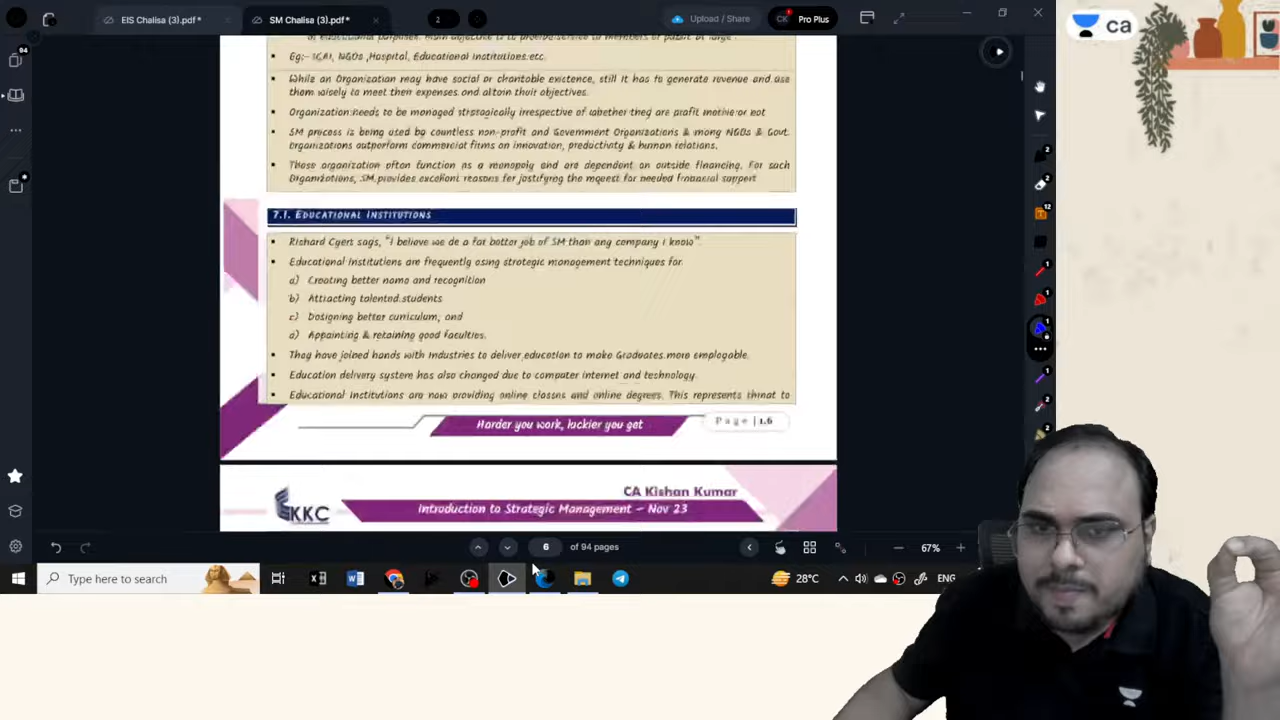 EIS Chalisa (3).pdf*
SM Chalisa (3).pdf*
2
Upload / Share
CK
Pro Plus
ca
Eg:- ICAI, NGOs ,Hospital, Educational Institutions etc.
While an Organization may have social or charitable existence, still it has to generate revenue and use
them wisely to meet their expenses and attain their objectives.
Organization needs to be managed strategically irrespective of whether they are profit motive or not
SM process is being used by countless non-profit and Government Organizations & many NGOs & Govt.
organizations outperform commercial firms on innovation, productivity & human relations.
These organization often function as a monopoly and are dependent on outside financing. For such
Organizations, SM provides excellent reasons for justifying the request for needed financial support
7.1. EDUCATIONAL INSTITUTIONS
Richard Cyers says, "I believe we do a far better job of SM than any company I know".
Educational Institutions are frequently using strategic management techniques for
a) Creating better name and recognition
b) Attracting talented students
c) Designing better curriculum, and
d) Appointing & retaining good faculties.
They have joined hands with Industries to deliver education to make Graduates more employable.
Education delivery system has also changed due to computer internet and technology.
Educational Institutions are now providing online classes and online degrees. This represents threat to
Harder you work, luckier you get
Page | 1.6
CA Kishan Kumar
KKC
Introduction to Strategic Management – Nov 23
6
of 94 pages
67%
Type here to search
28°C
ENG